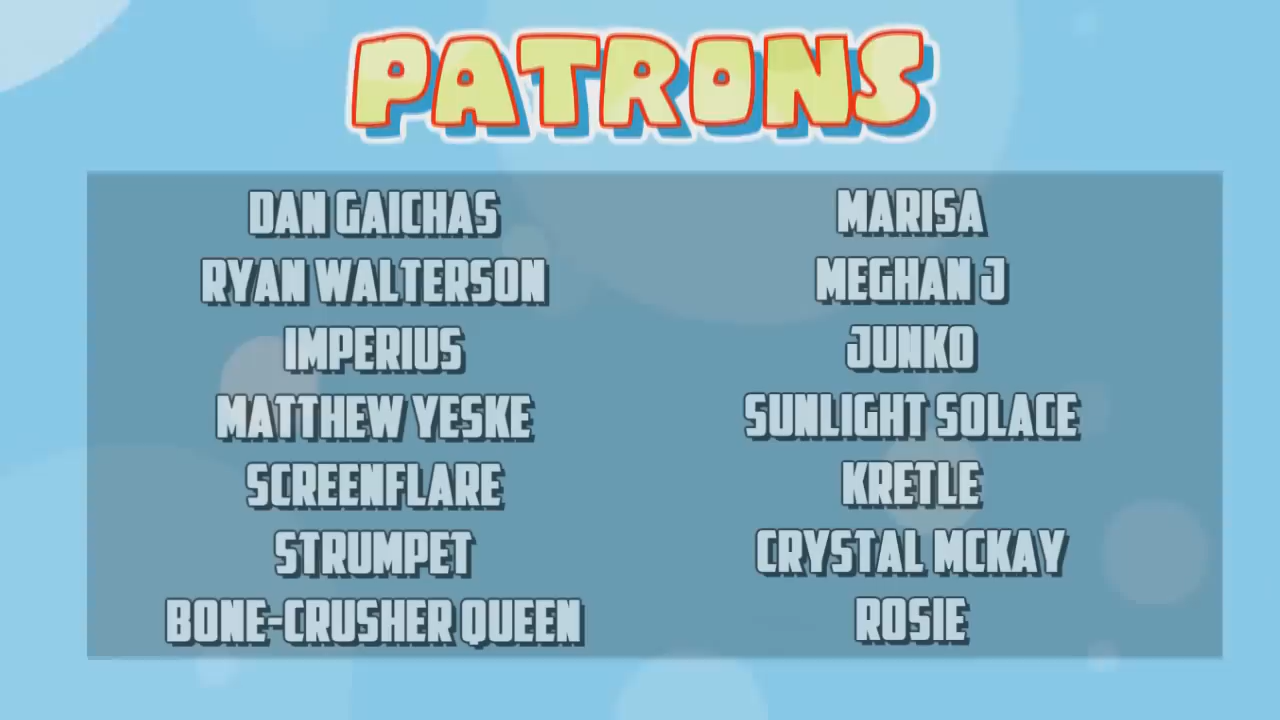 PATRONS
DAN GAICHAS
RYAN WALTERSON
IMPERIUS
MATTHEW YESKE
SCREENFLARE
STRUMPET
BONE-CRUSHER QUEEN
MARISA
MEGHAN J
JUNKO
SUNLIGHT SOLACE
KRETLE
CRYSTAL MCKAY
ROSIE